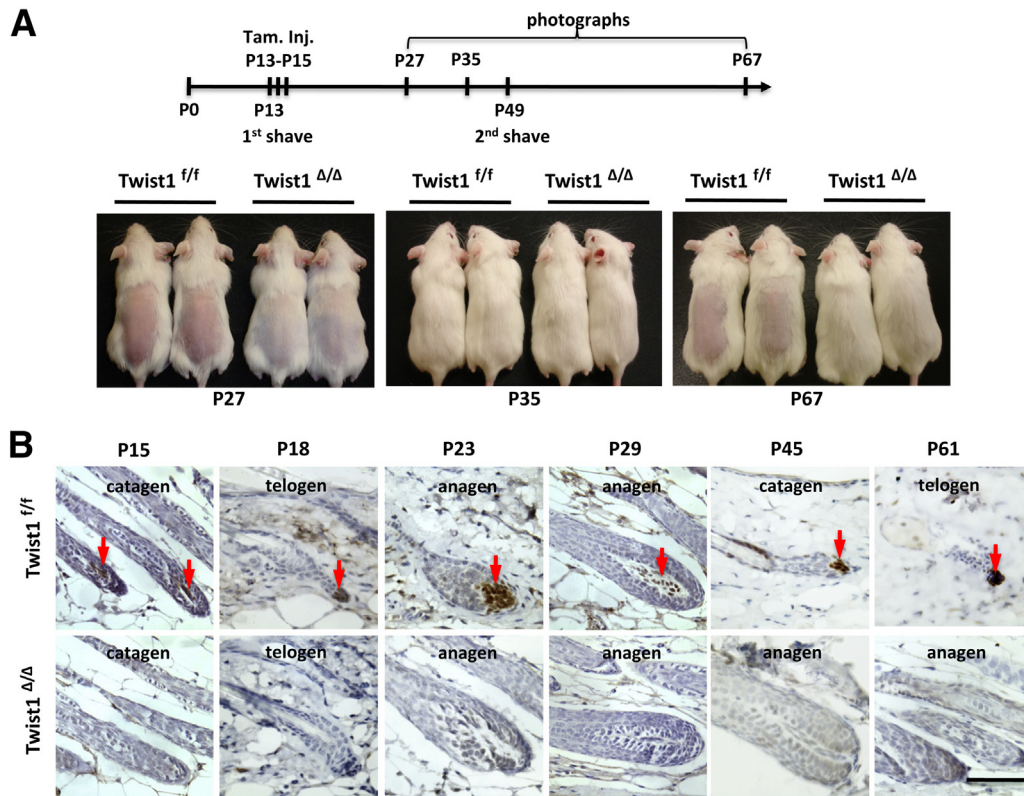 A
photographs
Tam. Inj.
P13-P15
P27
P35
P67
P0
P13
P49
1st shave
2nd shave
Twist1 f/f
Twist1 Δ/Δ
Twist1 f/f
Twist1 Δ/Δ
Twist1 f/f
Twist1 Δ/Δ
P27
P35
P67
B
P15
P18
P23
P29
P45
P61
Twist1 f/f
catagen
telogen
anagen
anagen
catagen
telogen
Twist1 Δ/Δ
catagen
telogen
anagen
anagen
anagen
anagen